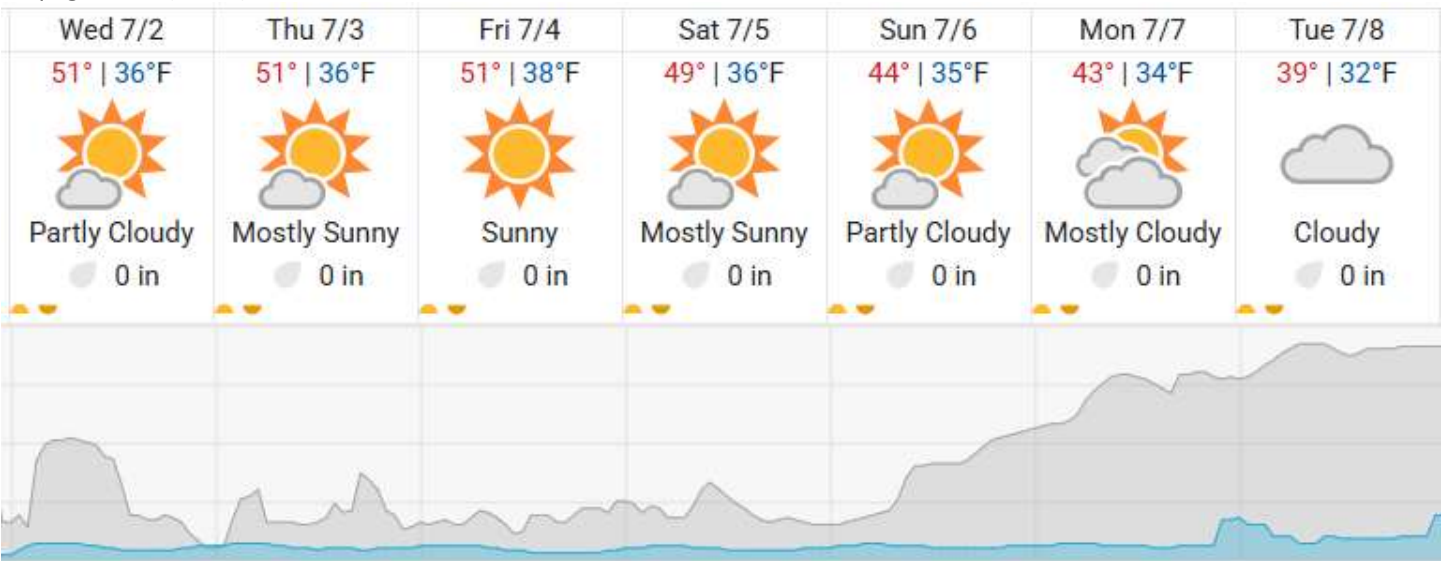 Wed 7/2 Thu 7/3 Fri 7/4 Sat 7/5 Sun 7/6 Mon 7/7 Tue 7/8
51° | 36°F 51° | 36°F 51° | 38°F 49° | 36°F 44° | 35°F 43° | 34°F 39° | 32°F
Partly Cloudy Mostly Sunny Sunny Mostly Sunny Partly Cloudy Mostly Cloudy Cloudy
0 in 0 in 0 in 0 in 0 in 0 in 0 in